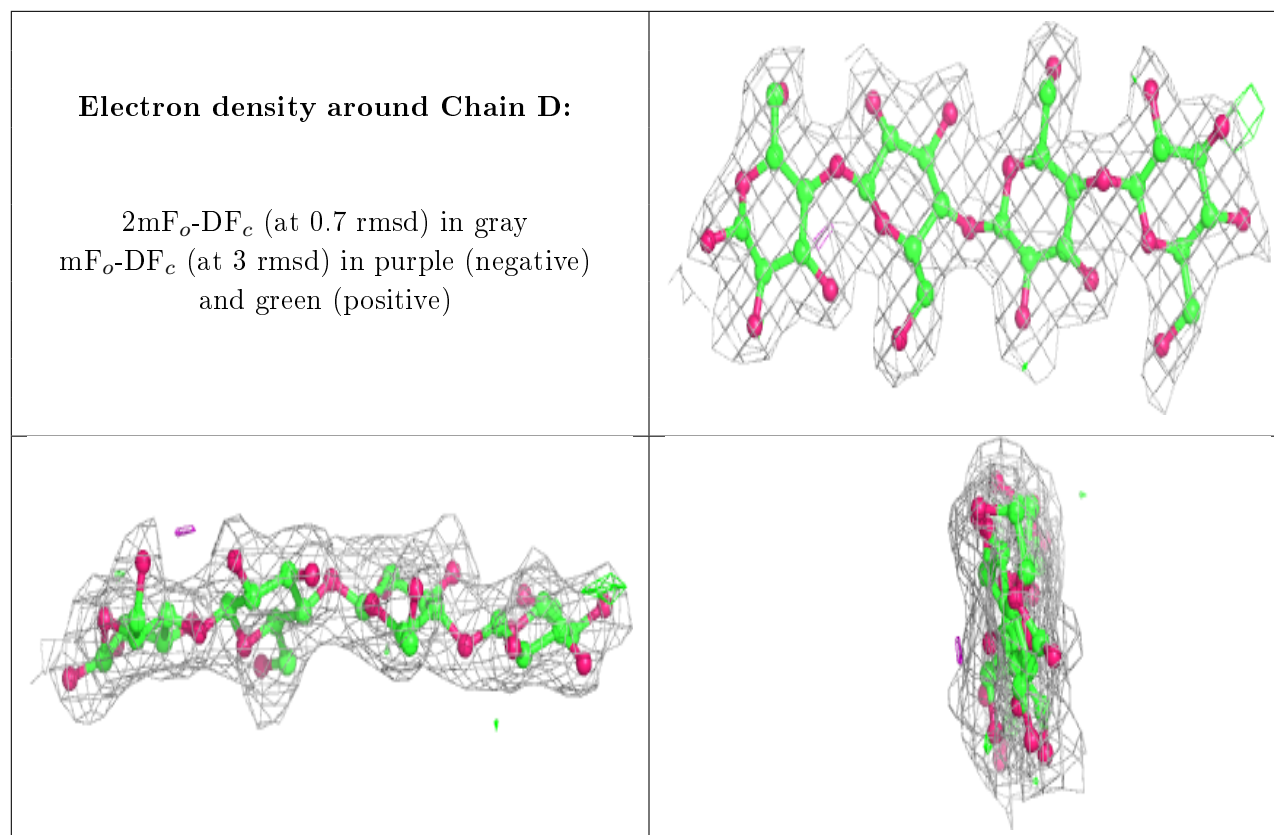 Electron density around Chain D:
2mFₒ-DF𝒸 (at 0.7 rmsd) in gray
mFₒ-DF𝒸 (at 3 rmsd) in purple (negative)
and green (positive)